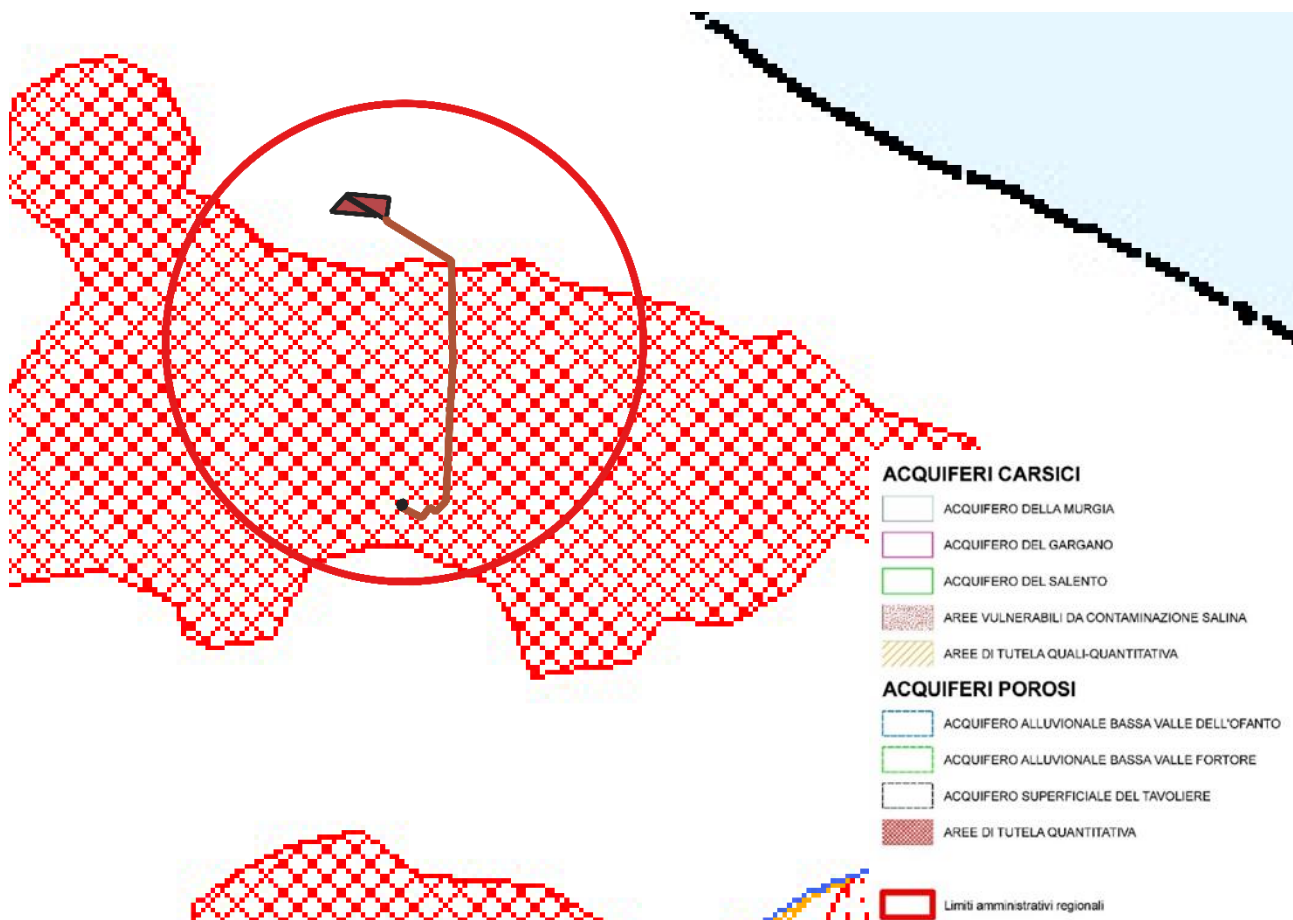 ACQUIFERI CARSICI
ACQUIFERO DELLA MURGIA
ACQUIFERO DEL GARGANO
ACQUIFERO DEL SALENTO
AREE VULNERABILI DA CONTAMINAZIONE SALINA
AREE DI TUTELA QUALI-QUANTITATIVA
ACQUIFERI POROSI
ACQUIFERO ALLUVIONALE BASSA VALLE DELL'OFANTO
ACQUIFERO ALLUVIONALE BASSA VALLE FORTORE
ACQUIFERO SUPERFICIALE DEL TAVOLIERE
AREE DI TUTELA QUANTITATIVA
Limiti amministrativi regionali